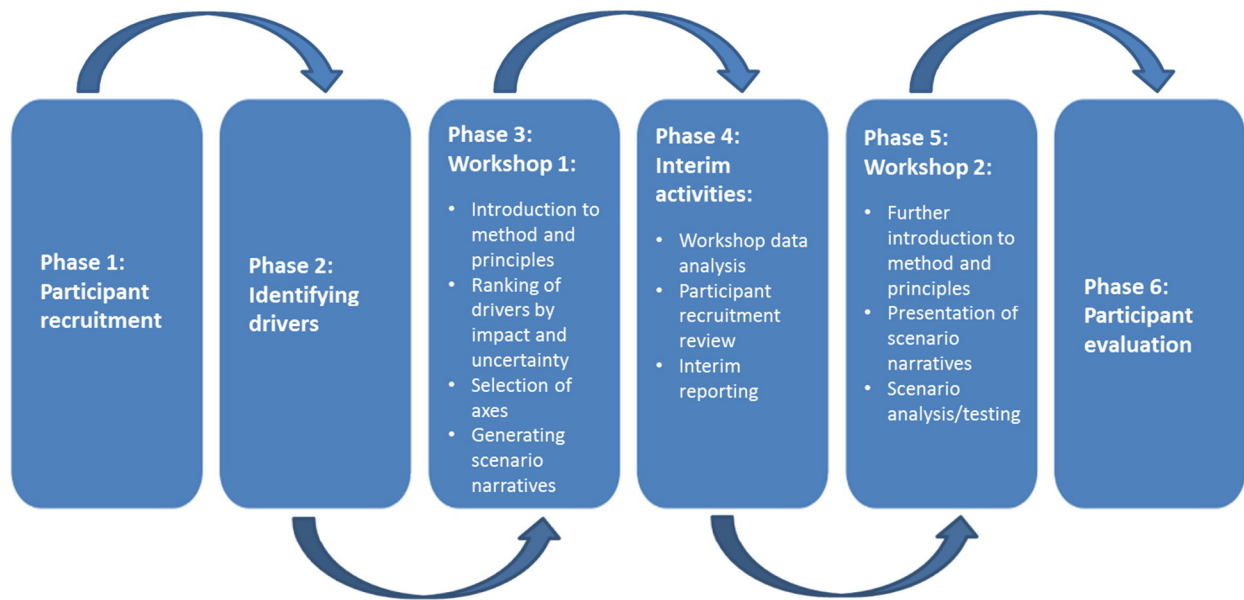 Phase 1:
Participant
recruitment
Phase 2:
Identifying
drivers
Phase 3:
Workshop 1:
• Introduction to
method and
principles
• Ranking of
drivers by
impact and
uncertainty
• Selection of
axes
• Generating
scenario
narratives
Phase 4:
Interim
activities:
• Workshop data
analysis
• Participant
recruitment
review
• Interim
reporting
Phase 5:
Workshop 2:
• Further
introduction to
method and
principles
• Presentation of
scenario
narratives
• Scenario
analysis/testing
Phase 6:
Participant
evaluation